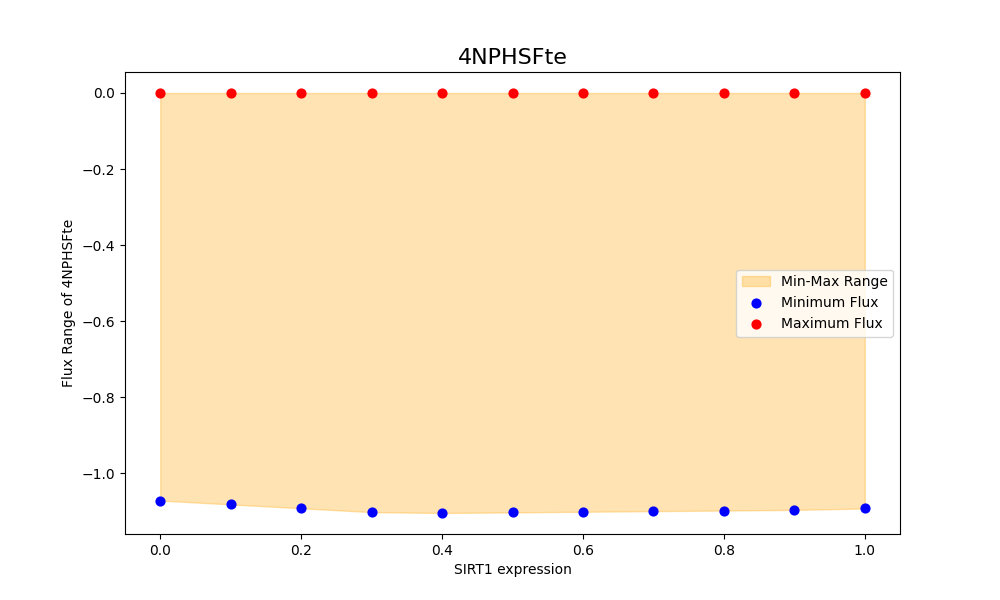 4NPHSFte
Flux Range of 4NPHSFte
0.0
−0.2
−0.4
−0.6
−0.8
−1.0
Min-Max Range
Minimum Flux
Maximum Flux
0.0 0.2 0.4 0.6 0.8 1.0
SIRT1 expression